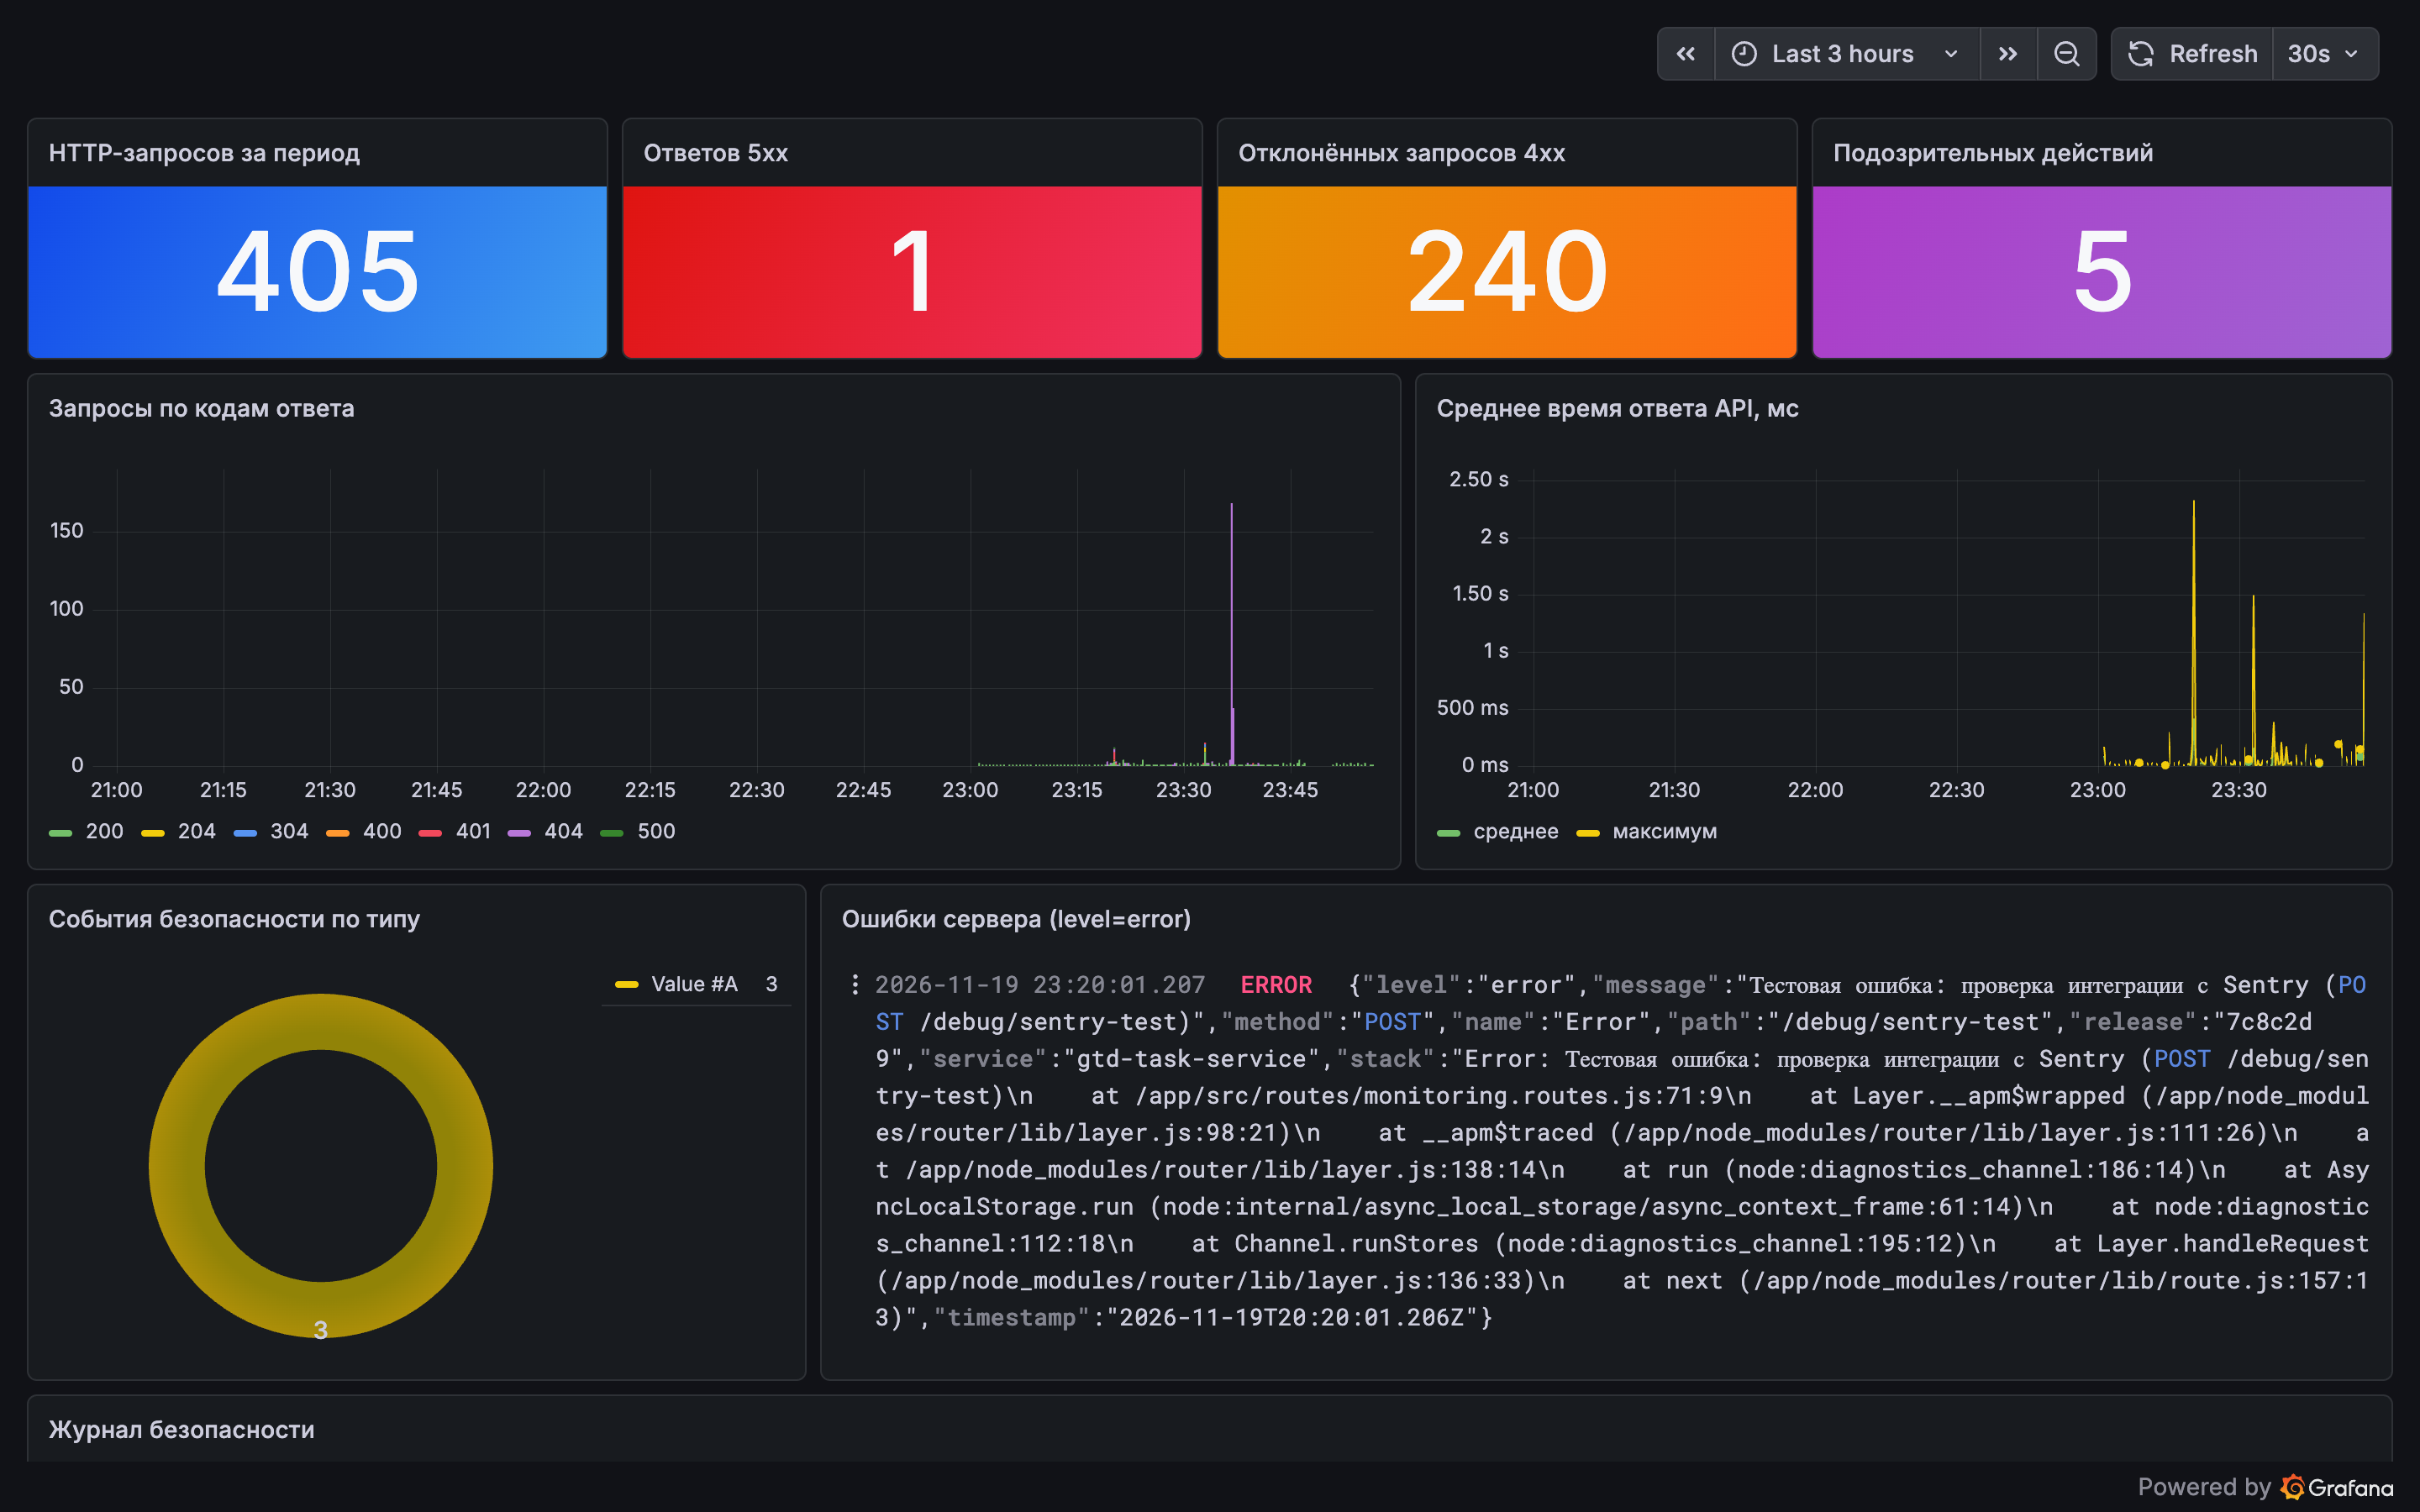 Last 3 hours
Refresh
30s
HTTP-запросов за период
Ответов 5xx
Отклонённых запросов 4xx
Подозрительных действий
405
1
240
5
Запросы по кодам ответа
150
100
50
0
21:00 21:15 21:30 21:45 22:00 22:15 22:30 22:45 23:00 23:15 23:30 23:45
200 204 304 400 401 404 500
Среднее время ответа API, мс
2.50 s
2 s
1.50 s
1 s
500 ms
0 ms
21:00 21:30 22:00 22:30 23:00 23:30
среднее максимум
События безопасности по типу
Value #A 3
3
Ошибки сервера (level=error)
2026-11-19 23:20:01.207 ERROR {"level":"error","message":"Тестовая ошибка: проверка интеграции с Sentry (PO
ST /debug/sentry-test)","method":"POST","name":"Error","path":"/debug/sentry-test","release":"7c8c2d
9","service":"gtd-task-service","stack":"Error: Тестовая ошибка: проверка интеграции с Sentry (POST /debug/sen
try-test)\n    at /app/src/routes/monitoring.routes.js:71:9\n    at Layer.__apm$wrapped (/app/node_modul
es/router/lib/layer.js:98:21)\n    at __apm$traced (/app/node_modules/router/lib/layer.js:111:26)\n    a
t /app/node_modules/router/lib/layer.js:138:14\n    at run (node:diagnostics_channel:186:14)\n    at Asy
ncLocalStorage.run (node:internal/async_local_storage/async_context_frame:61:14)\n    at node:diagnostic
s_channel:112:18\n    at Channel.runStores (node:diagnostics_channel:195:12)\n    at Layer.handleRequest
(/app/node_modules/router/lib/layer.js:136:33)\n    at next (/app/node_modules/router/lib/route.js:157:1
3)","timestamp":"2026-11-19T20:20:01.206Z"}
Журнал безопасности
Powered by Grafana